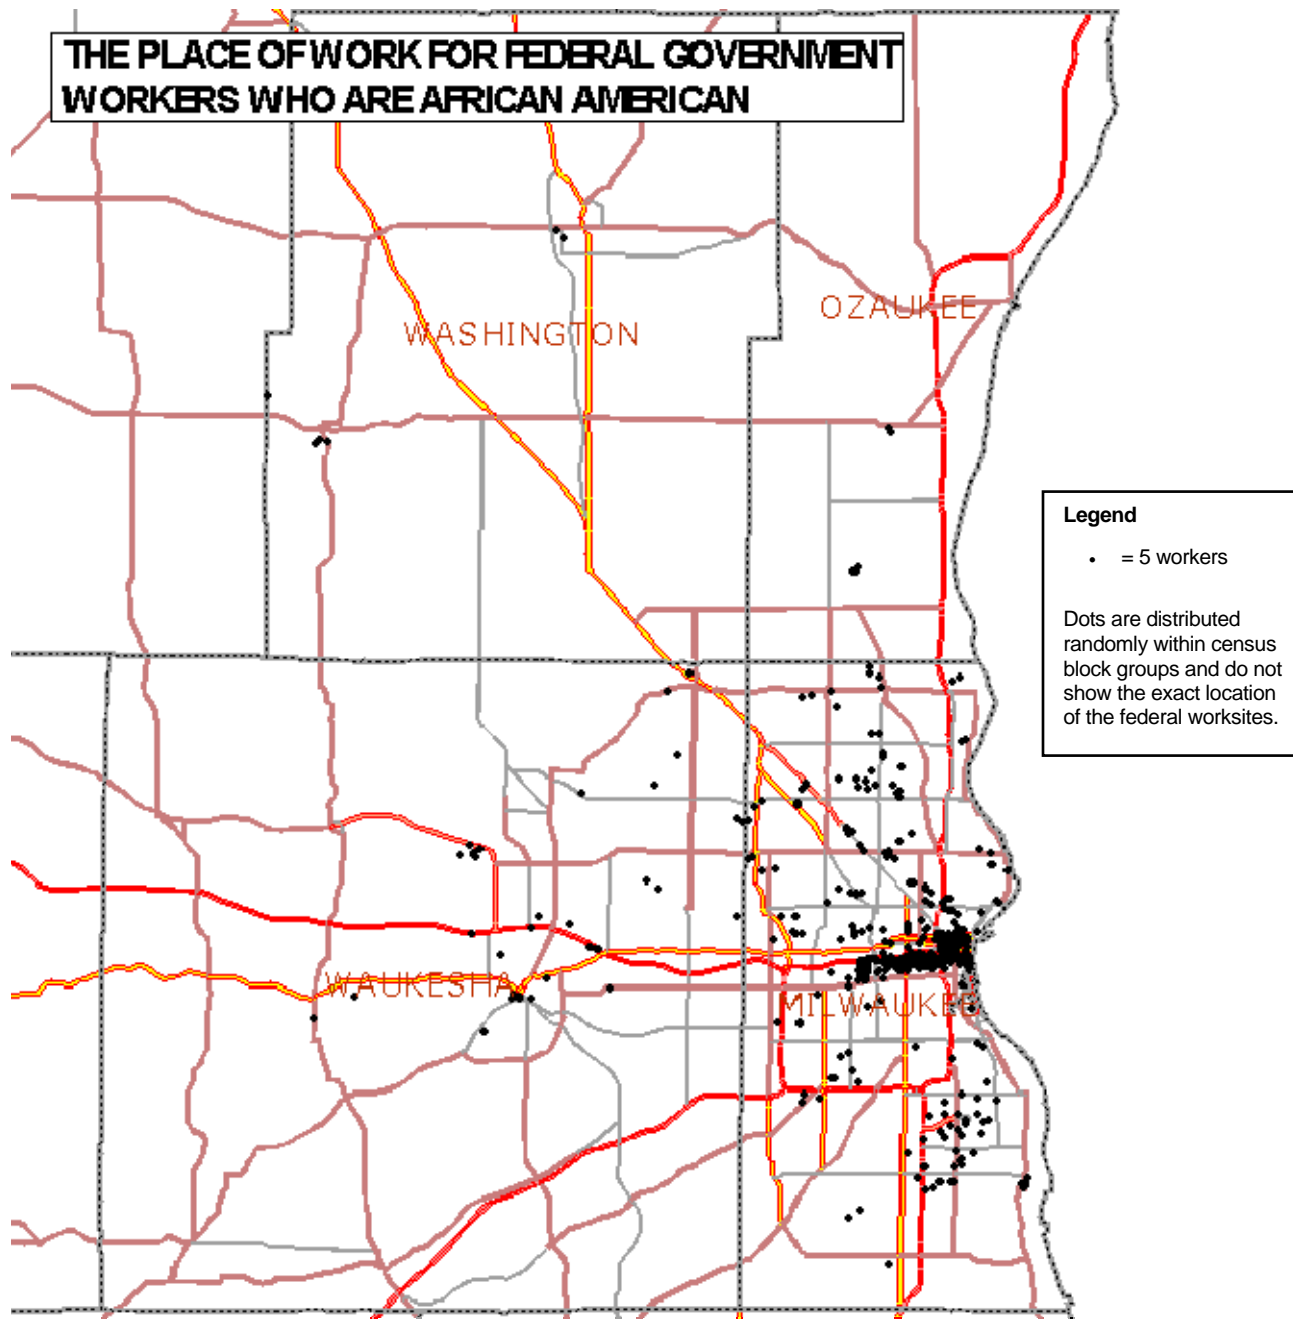 THE PLACE OF WORK FOR FEDERAL GOVERNMENT
WORKERS WHO ARE AFRICAN AMERICAN
OZAUKEE
WASHINGTON
Legend
• = 5 workers
Dots are distributed
randomly within census
block groups and do not
show the exact location
of the federal worksites.
WAUKESHA
MILWAUKEE